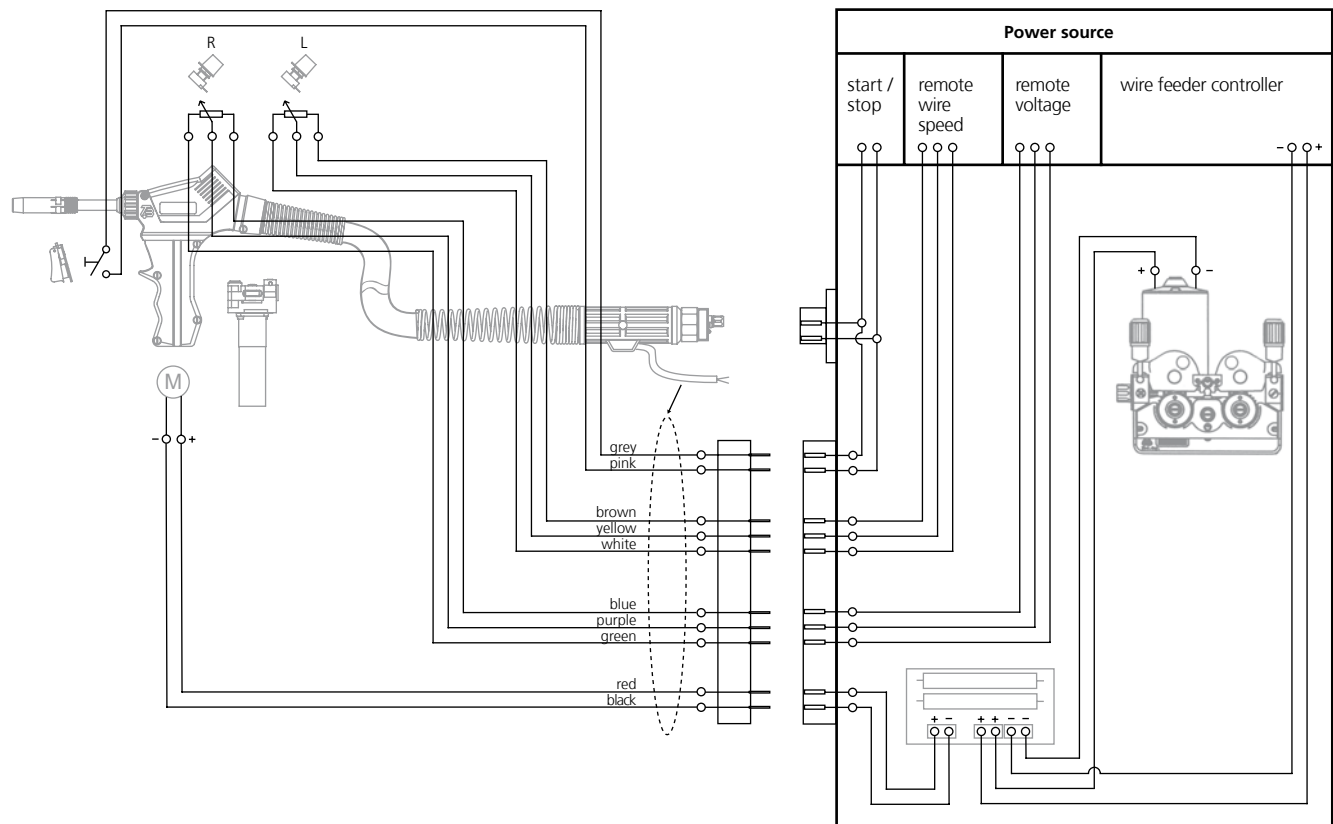 Power source
R
L
start /
stop
remote
wire
speed
remote
voltage
wire feeder controller
- +
+ -
M
- +
grey
pink
brown
yellow
white
blue
purple
green
red
black
+ - + + - -